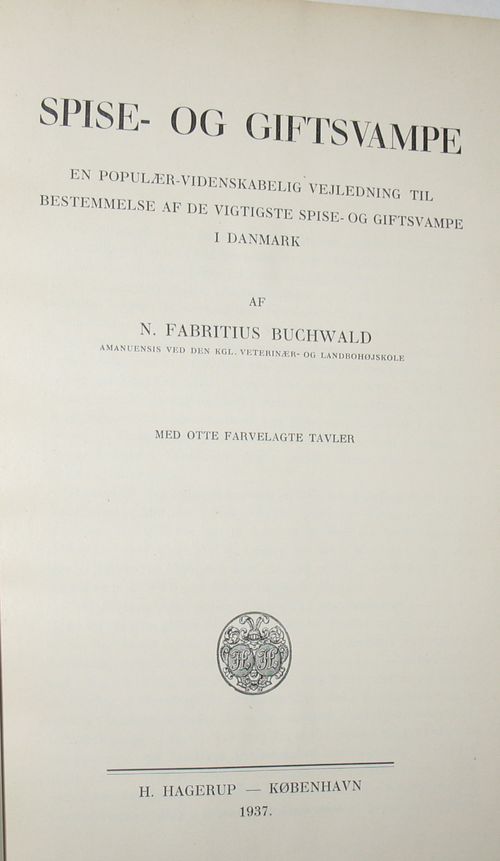 SPISE- OG GIFTSVAMPE
EN POPULÆR-VIDENSKABELIG VEJLEDNING TIL
BESTEMMELSE AF DE VIGTIGSTE SPISE- OG GIFTSVAMPE
I DANMARK
AF
N. FABRITIUS BUCHWALD
AMANUENSIS VED DEN KGL. VETERINÆR- OG LANDBOHØJSKOLE
MED OTTE FARVELAGTE TAVLER
H H
H. HAGERUP — KØBENHAVN
1937.